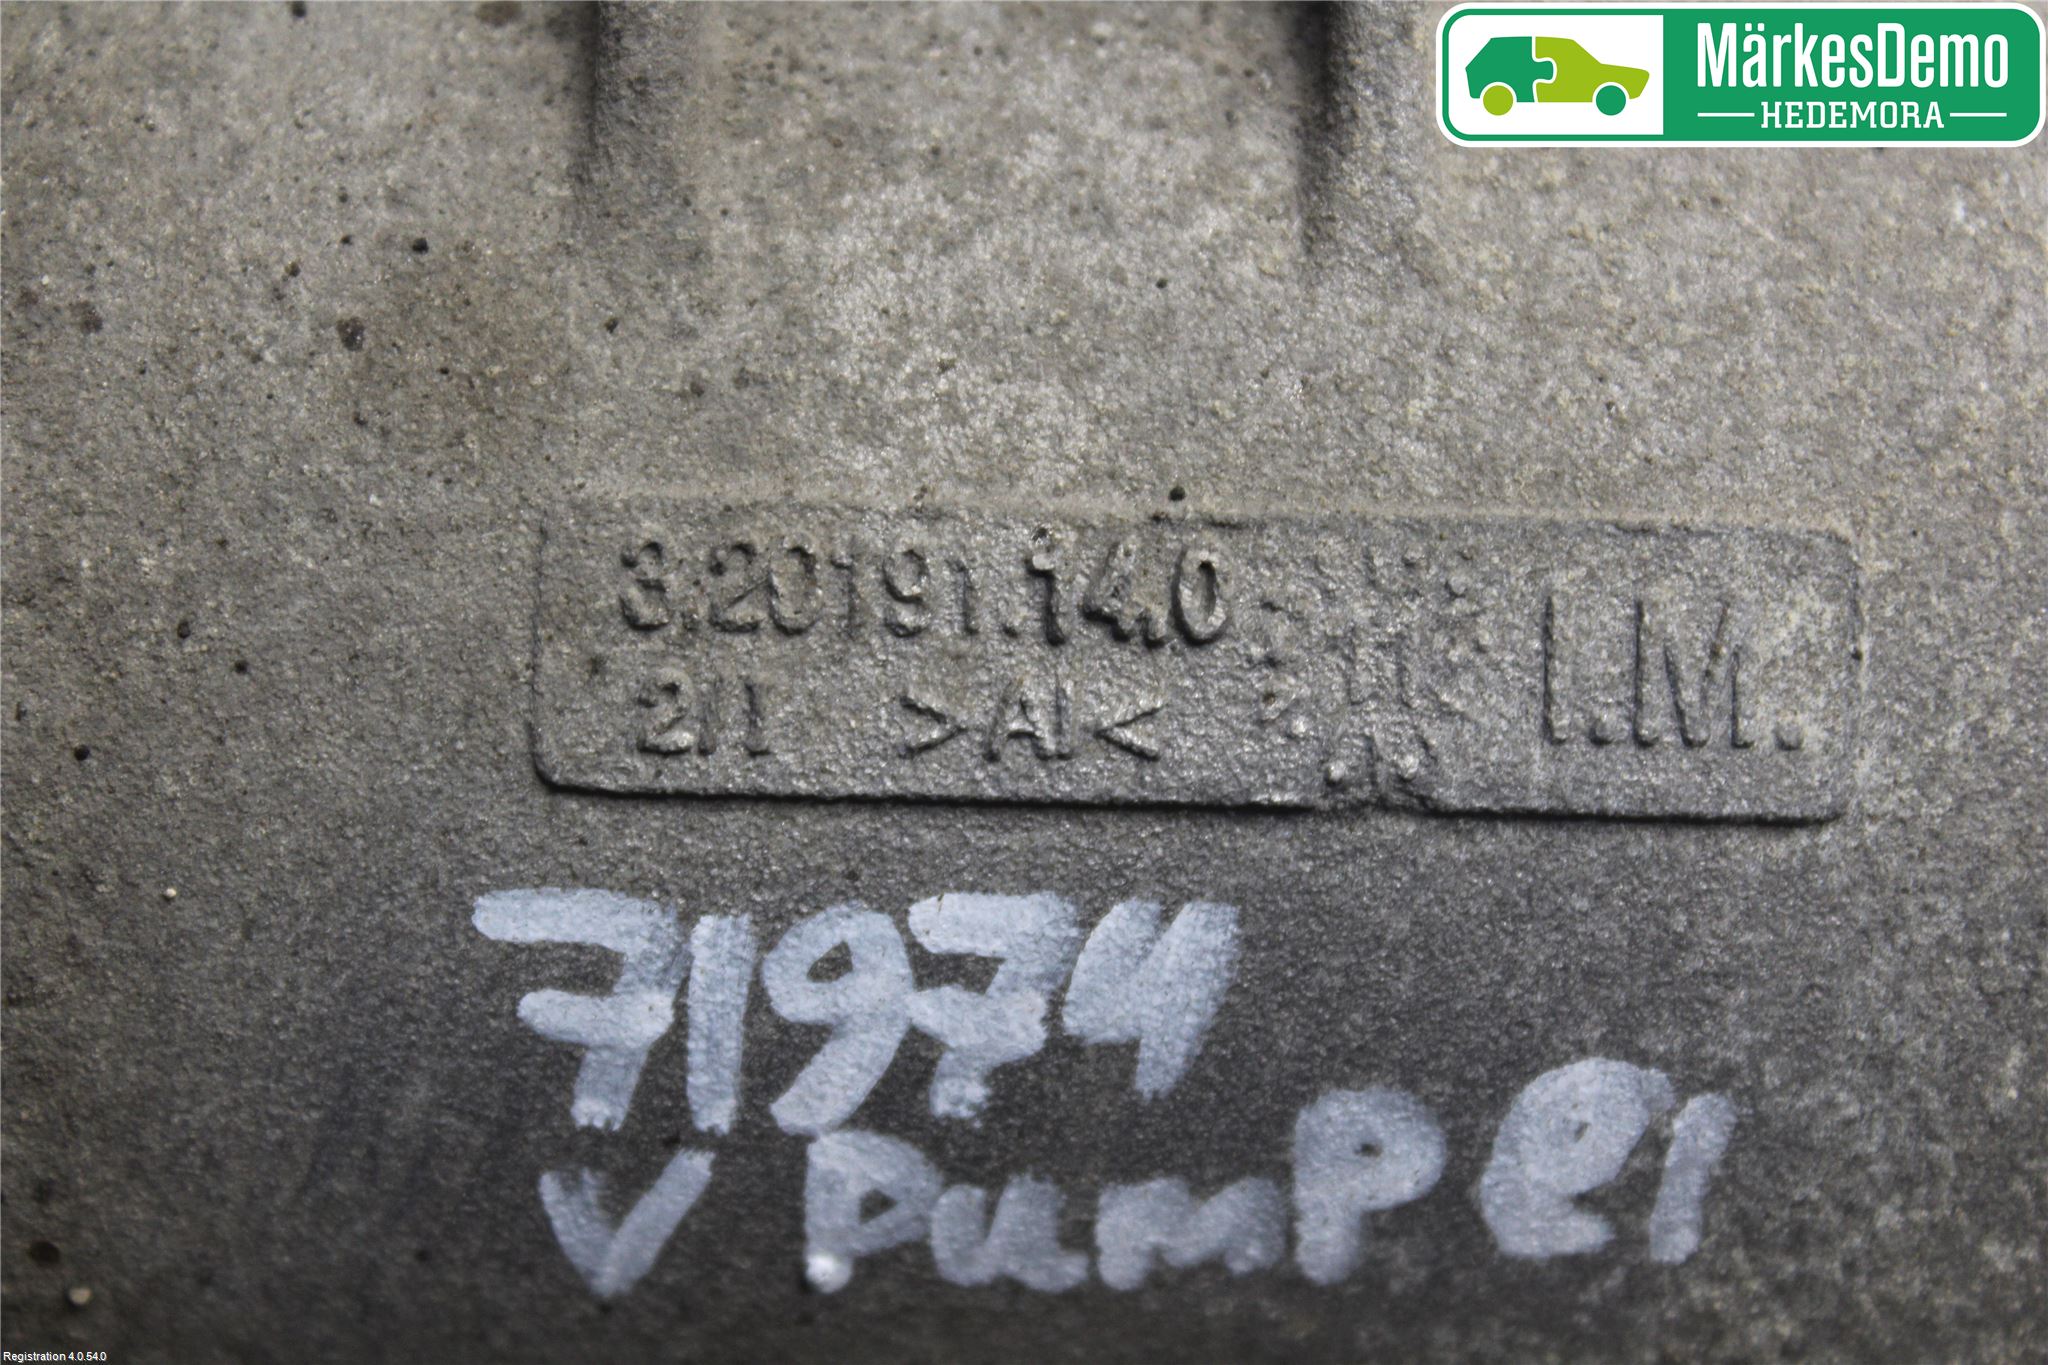 MärkesDemo
HEDEMORA
3.20191.14.0
I.M.
2/1 >Al<
71974
V PumP El
Registration 4.0.54.0